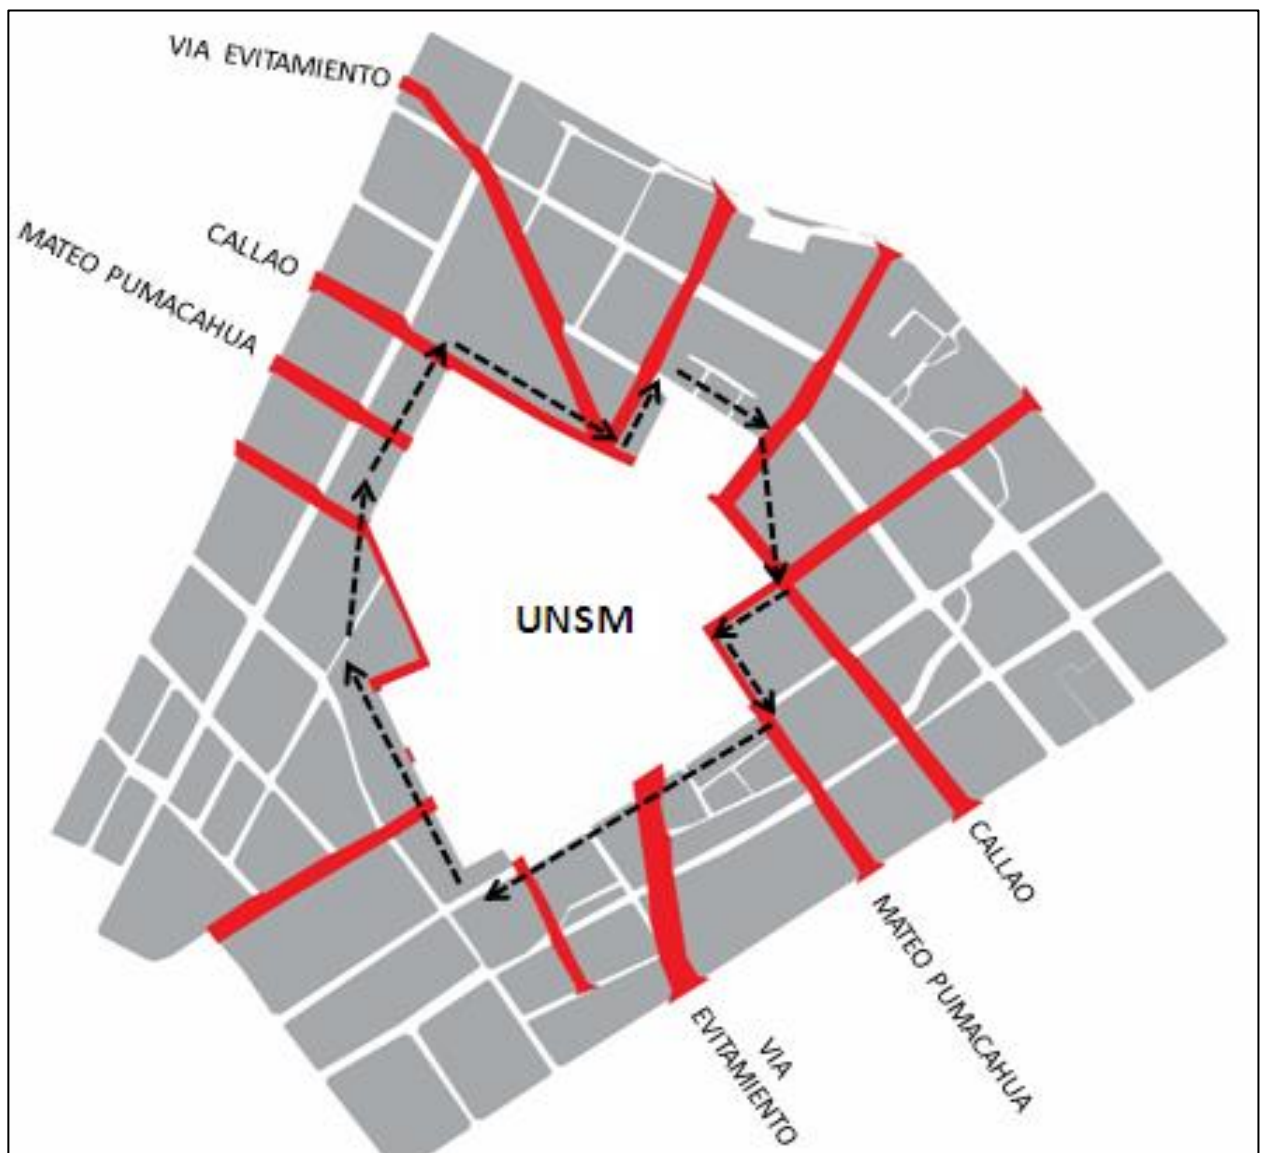 VIA EVITAMIENTO
CALLAO
MATEO PUMACAHUA
UNSM
CALLAO
MATEO PUMACAHUA
VIA
EVITAMIENTO